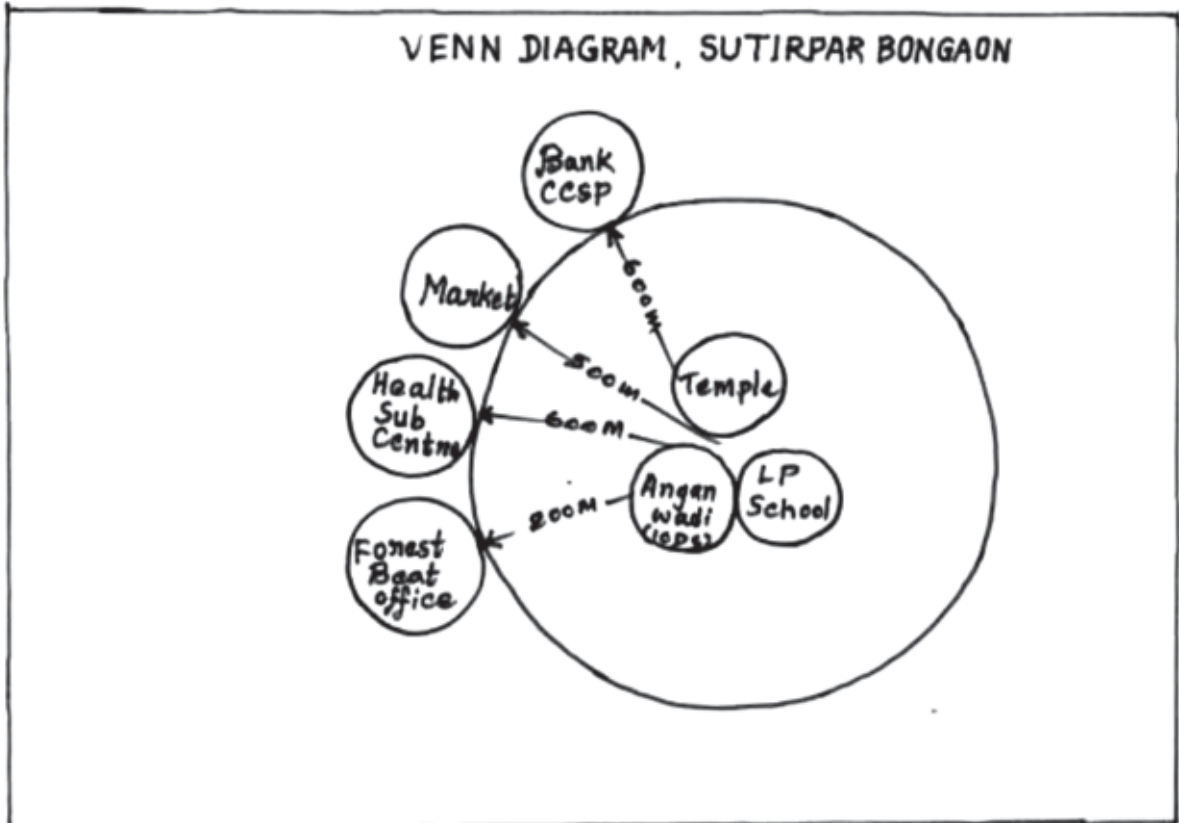 VENN DIAGRAM, SUTIRPAR BONGAON
Bank
CCSP
Market
Health
Sub
Centre
Forest
Beat
office
600m
500m
600M
200M
Temple
Angan
wadi
LP
School